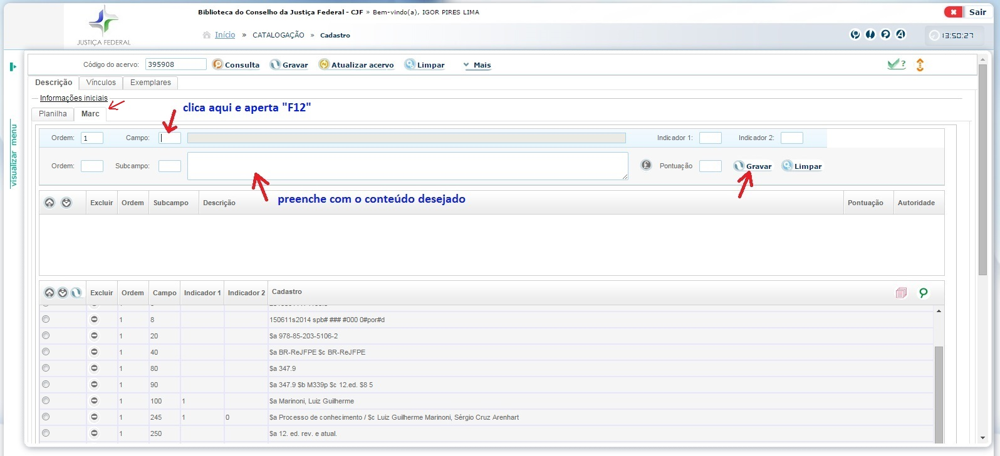 Biblioteca do Conselho da Justiça Federal - CJF » Bem-vindo(a), IGOR PIRES LIMA
Sair
JUSTIÇA FEDERAL
Início » CATALOGAÇÃO » Cadastro
13:50:27
Código do acervo: 395908 Consulta Gravar Atualizar acervo Limpar Mais
Descrição Vínculos Exemplares
Informações iniciais
clica aqui e aperta "F12"
Planilha Marc
visualizar menu
Ordem: 1 Campo: Indicador 1: Indicador 2:
Ordem: Subcampo: Pontuação Gravar Limpar
preenche com o conteúdo desejado
Excluir Ordem Subcampo Descrição Pontuação Autoridade
Excluir Ordem Campo Indicador 1 Indicador 2 Cadastro
1 8 150611s2014 spb# ### #000 0#por#d
1 20 $a 978-85-203-5106-2
1 40 $a BR-ReJFPE $c BR-ReJFPE
1 80 $a 347.9
1 90 $a 347.9 $b M339p $c 12.ed. $8 5
1 100 1 $a Marinoni, Luiz Guilherme
1 245 1 0 $a Processo de conhecimento / $c Luiz Guilherme Marinoni, Sérgio Cruz Arenhart
1 250 $a 12. ed. rev. e atual.